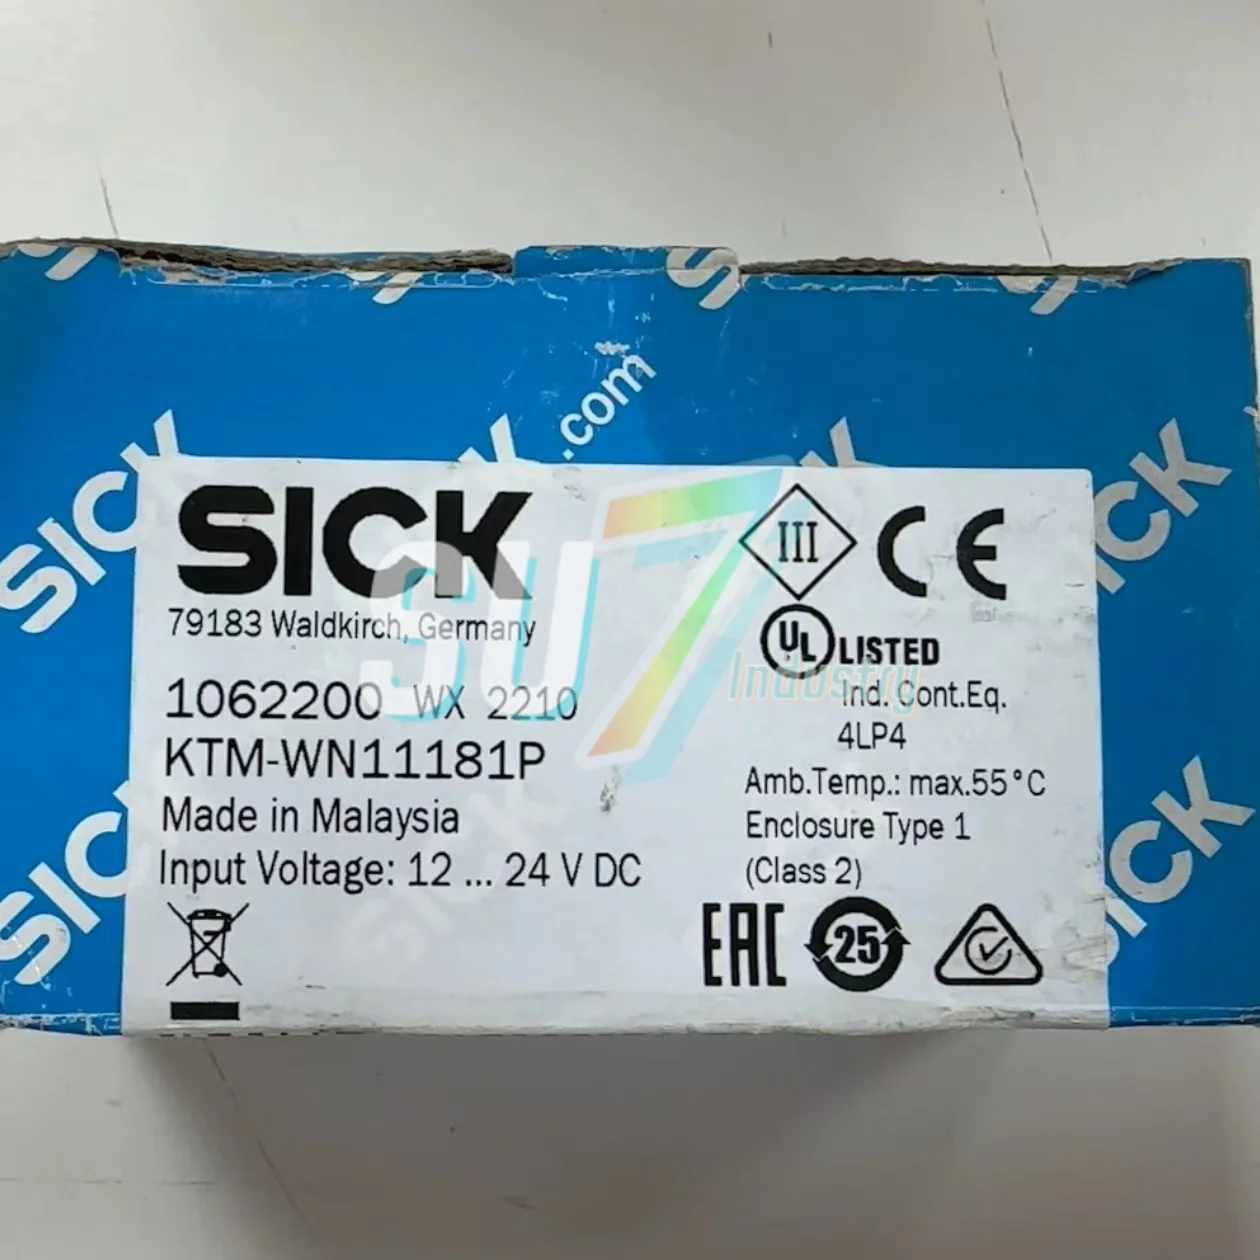 .com
SICK
SICK
SICK
79183 Waldkirch, Germany
1062200 WX 2210
KTM-WN11181P
Made in Malaysia
Input Voltage: 12 ... 24 V DC
III
CE
UL LISTED
Ind. Cont.Eq.
4LP4
Amb.Temp.: max.55°C
Enclosure Type 1
(Class 2)
EAC
25
SU7
Industry
SICK
SICK